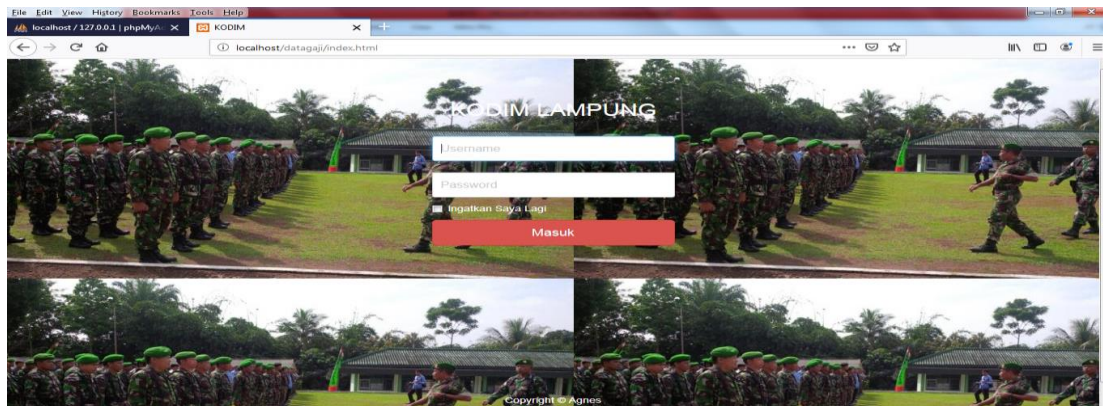 File Edit View History Bookmarks Tools Help
localhost / 127.0.0.1 | phpMyA
KODIM
localhost/datagaji/index.html
KODIM LAMPUNG
Username
Password
Ingatkan Saya Lagi
Masuk
Copyright © Agnes